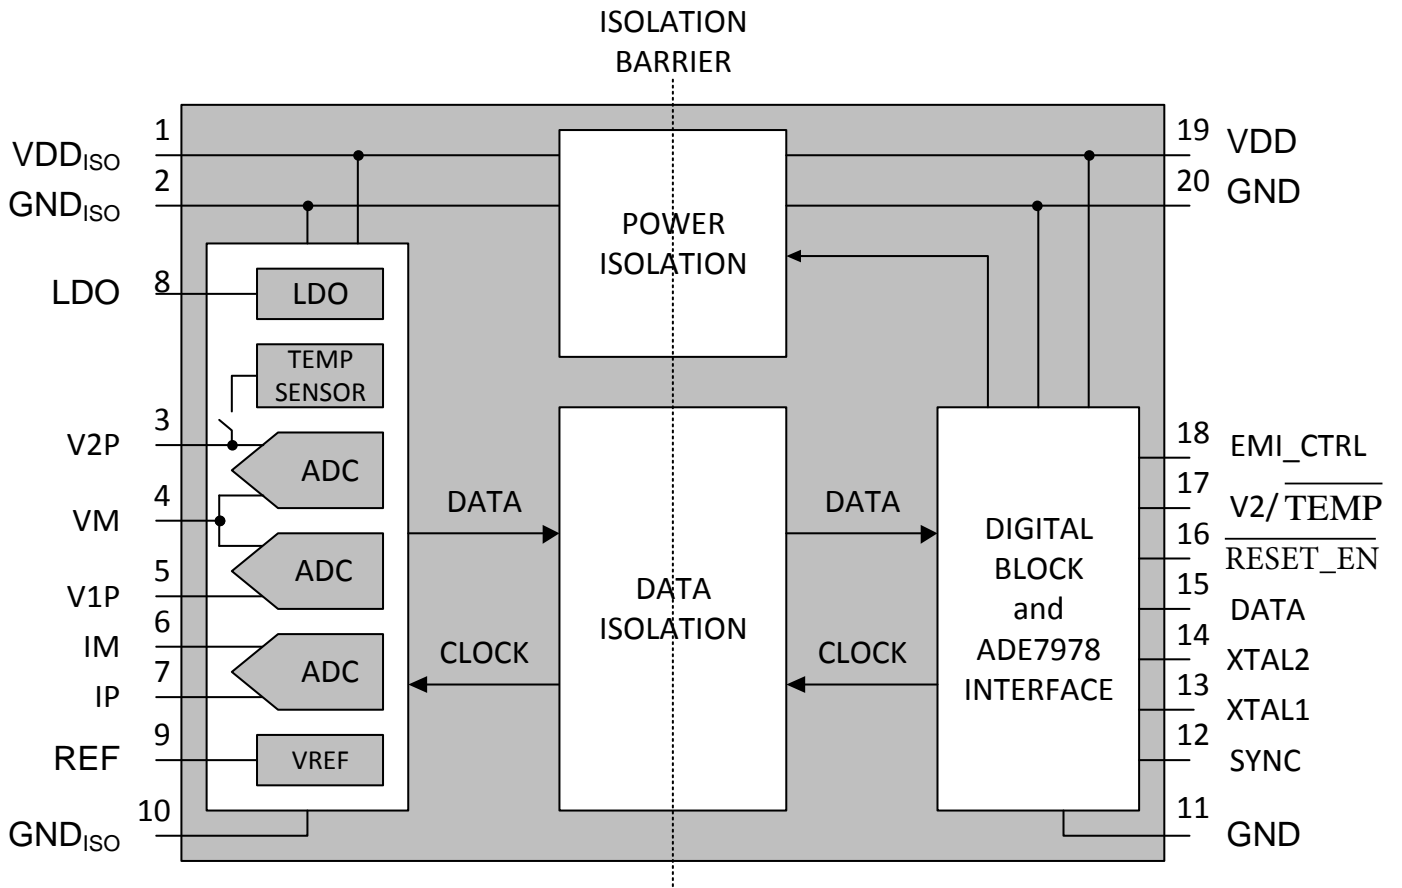 ISOLATION
BARRIER
1
VDDISO
2
GNDISO
8
LDO
3
V2P
4
VM
5
V1P
6
IM
7
IP
9
REF
10
GNDISO
LDO
TEMP
SENSOR
ADC
ADC
ADC
VREF
DATA
CLOCK
POWER
ISOLATION
DATA
ISOLATION
DATA
CLOCK
DIGITAL
BLOCK
and
ADE7978
INTERFACE
19
VDD
20
GND
18
EMI_CTRL
17
V2/TEMP
16
RESET_EN
15
DATA
14
XTAL2
13
XTAL1
12
SYNC
11
GND